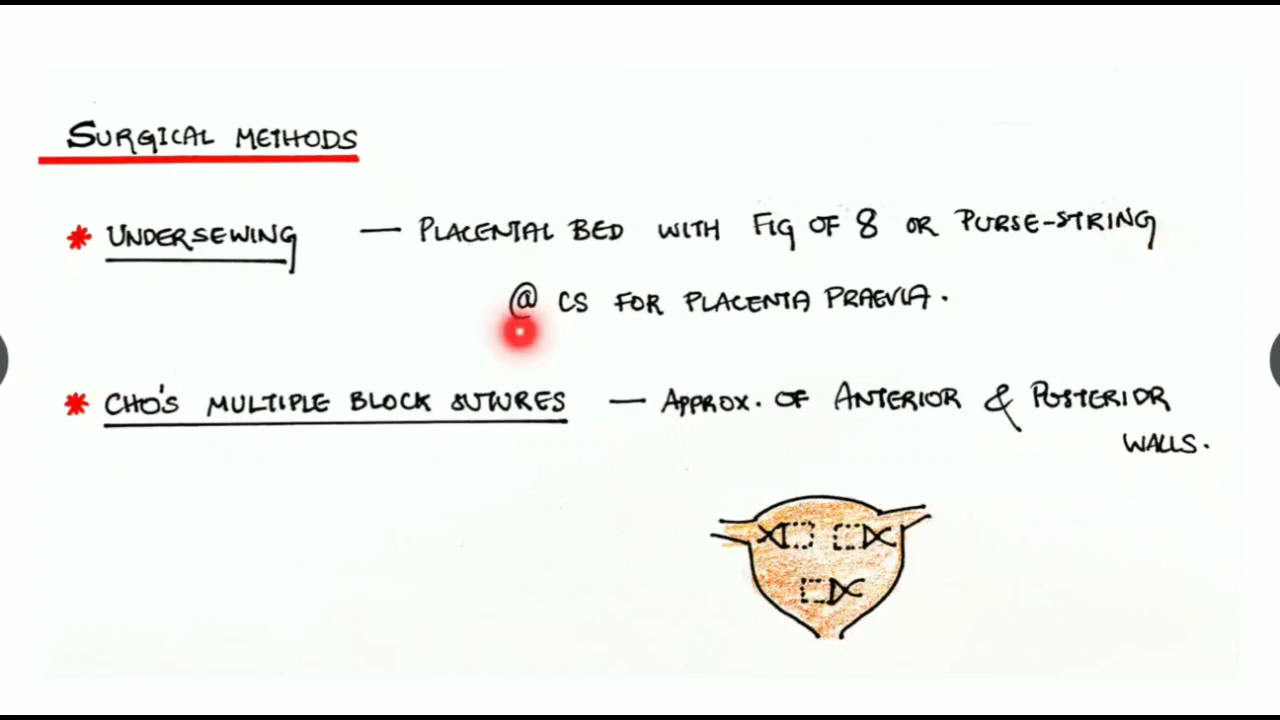 SURGICAL METHODS
* UNDERSEWING — PLACENTAL BED WITH FIG OF 8 OR PURSE-STRING
@ CS FOR PLACENTA PRAEVIA.
* CHO'S MULTIPLE BLOCK SUTURES — APPROX. OF ANTERIOR & POSTERIOR
WALLS.